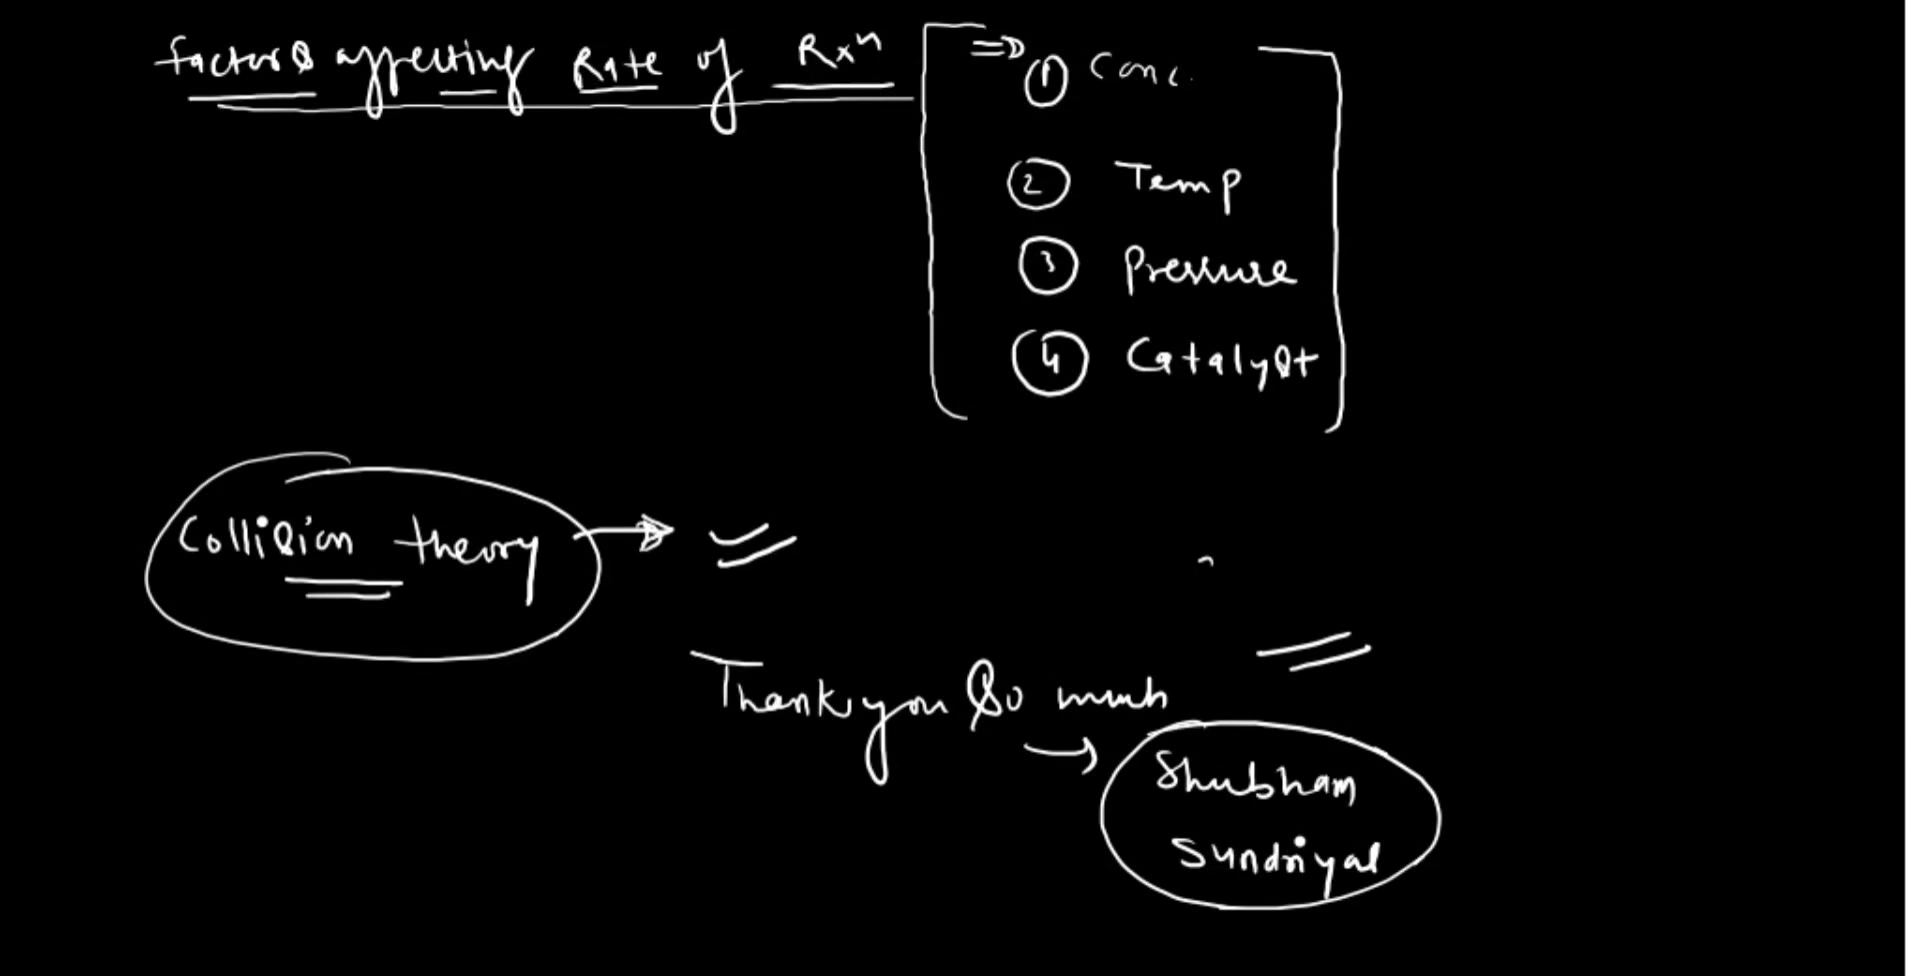 Factors affecting Rate of Rxn
⇒ ① Conc.
② Temp
③ Pressure
④ Catalyst
Collision theory →
Thank you So much
→ Shubham
Sundriyal